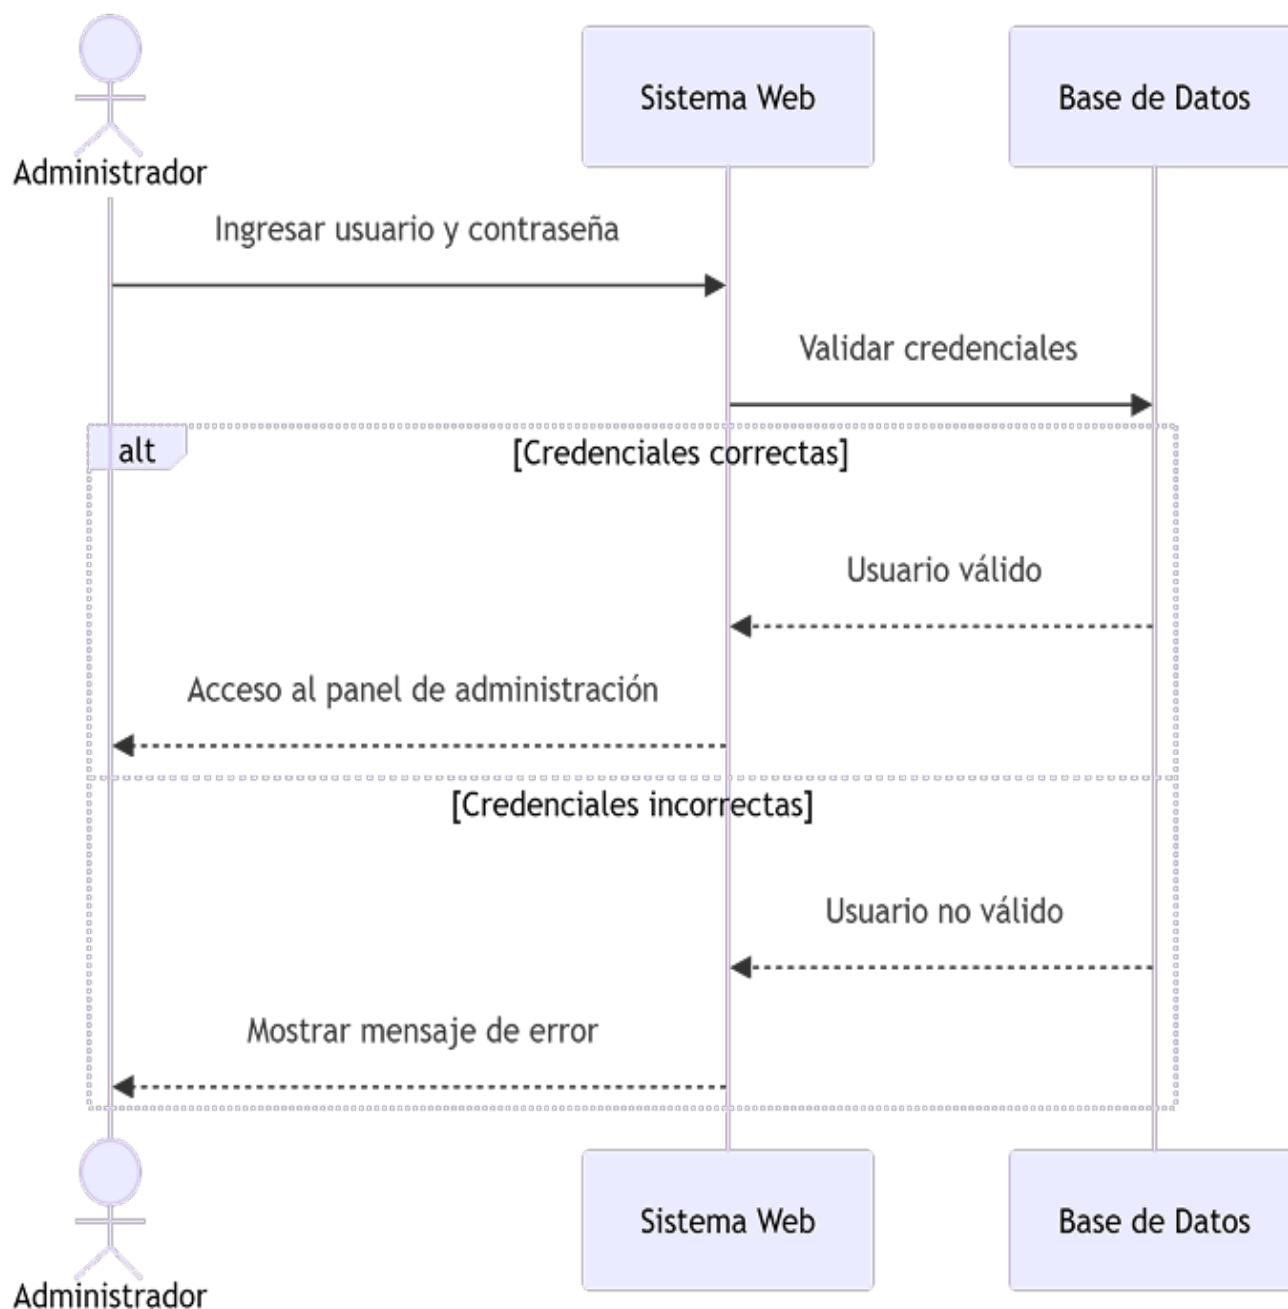 Sistema Web
Base de Datos
Administrador
Ingresar usuario y contraseña
Validar credenciales
alt
[Credenciales correctas]
Usuario válido
Acceso al panel de administración
[Credenciales incorrectas]
Usuario no válido
Mostrar mensaje de error
Sistema Web
Base de Datos
Administrador